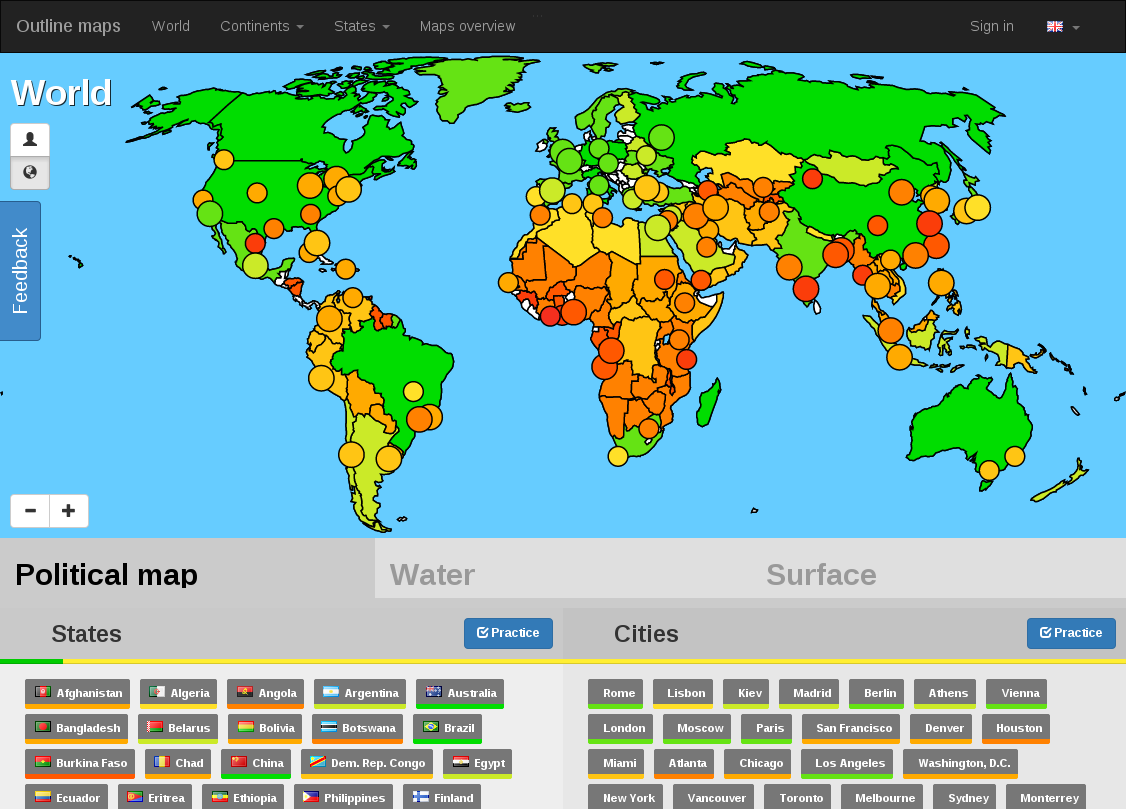 Outline maps World Continents States Maps overview Sign in
World
Feedback
Political map Water Surface
States Practice Cities Practice
Afghanistan Algeria Angola Argentina Australia Rome Lisbon Kiev Madrid Berlin Athens Vienna
Bangladesh Belarus Bolivia Botswana Brazil London Moscow Paris San Francisco Denver Houston
Burkina Faso Chad China Dem. Rep. Congo Egypt Miami Atlanta Chicago Los Angeles Washington, D.C.
Ecuador Eritrea Ethiopia Philippines Finland New York Vancouver Toronto Melbourne Sydney Monterrey